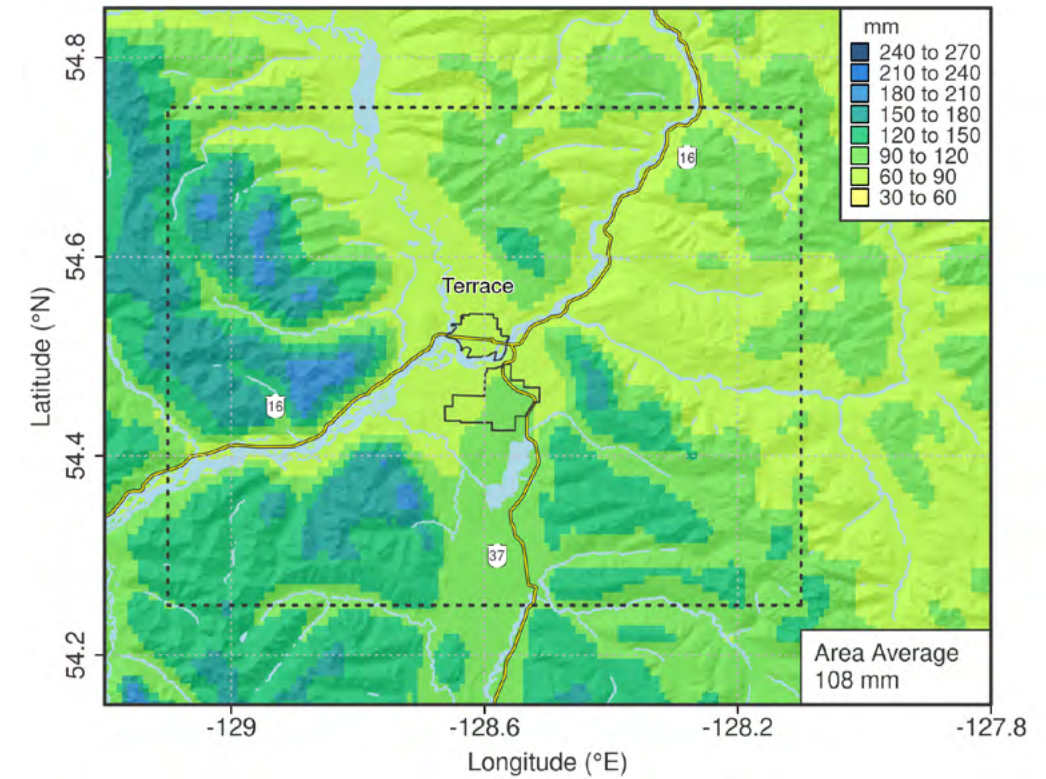 mm
240 to 270
210 to 240
180 to 210
150 to 180
120 to 150
90 to 120
60 to 90
30 to 60
54.8
16
54.6
Terrace
Latitude (°N)
16
54.4
37
54.2
Area Average
108 mm
-129
-128.6
-128.2
-127.8
Longitude (°E)